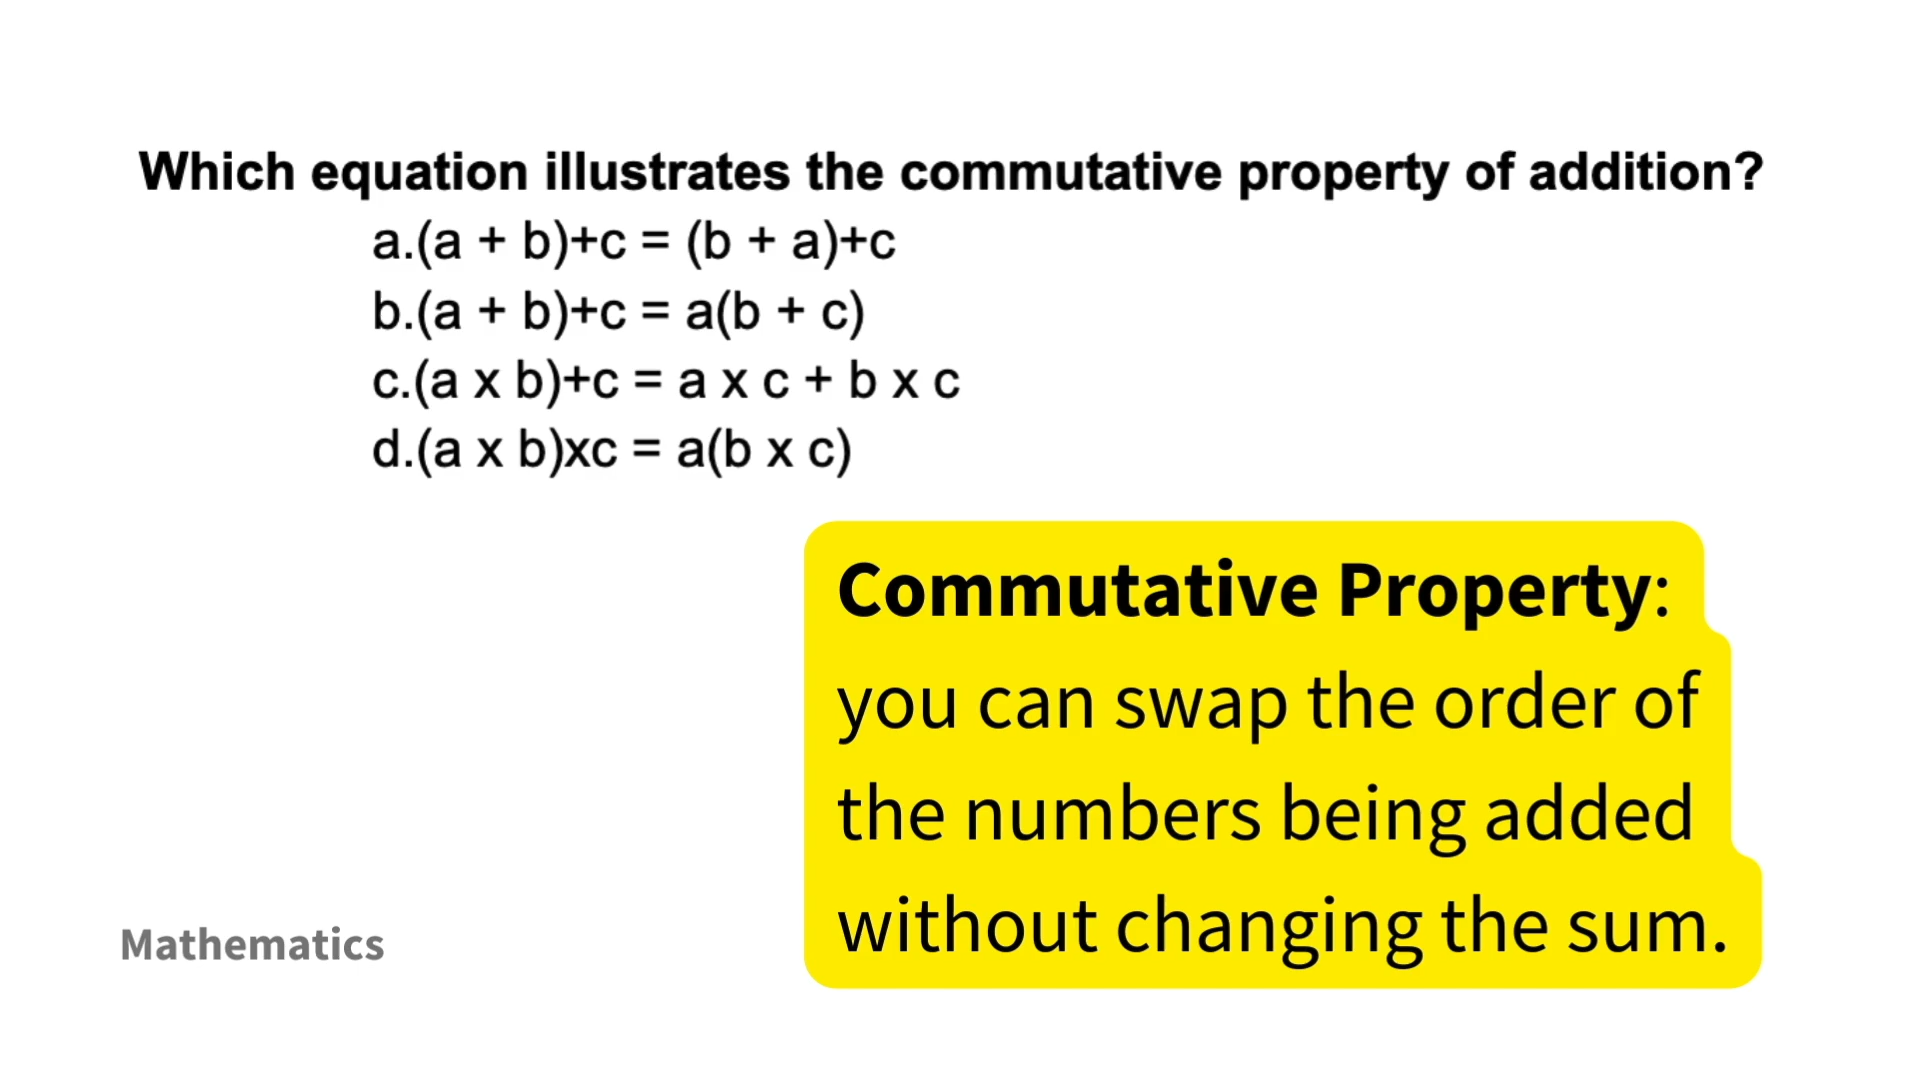 Which equation illustrates the commutative property of addition?
a.(a + b)+c = (b + a)+c
b.(a + b)+c = a(b + c)
c.(a x b)+c = a x c + b x c
d.(a x b)xc = a(b x c)
Commutative Property:
you can swap the order of
the numbers being added
without changing the sum.
Mathematics